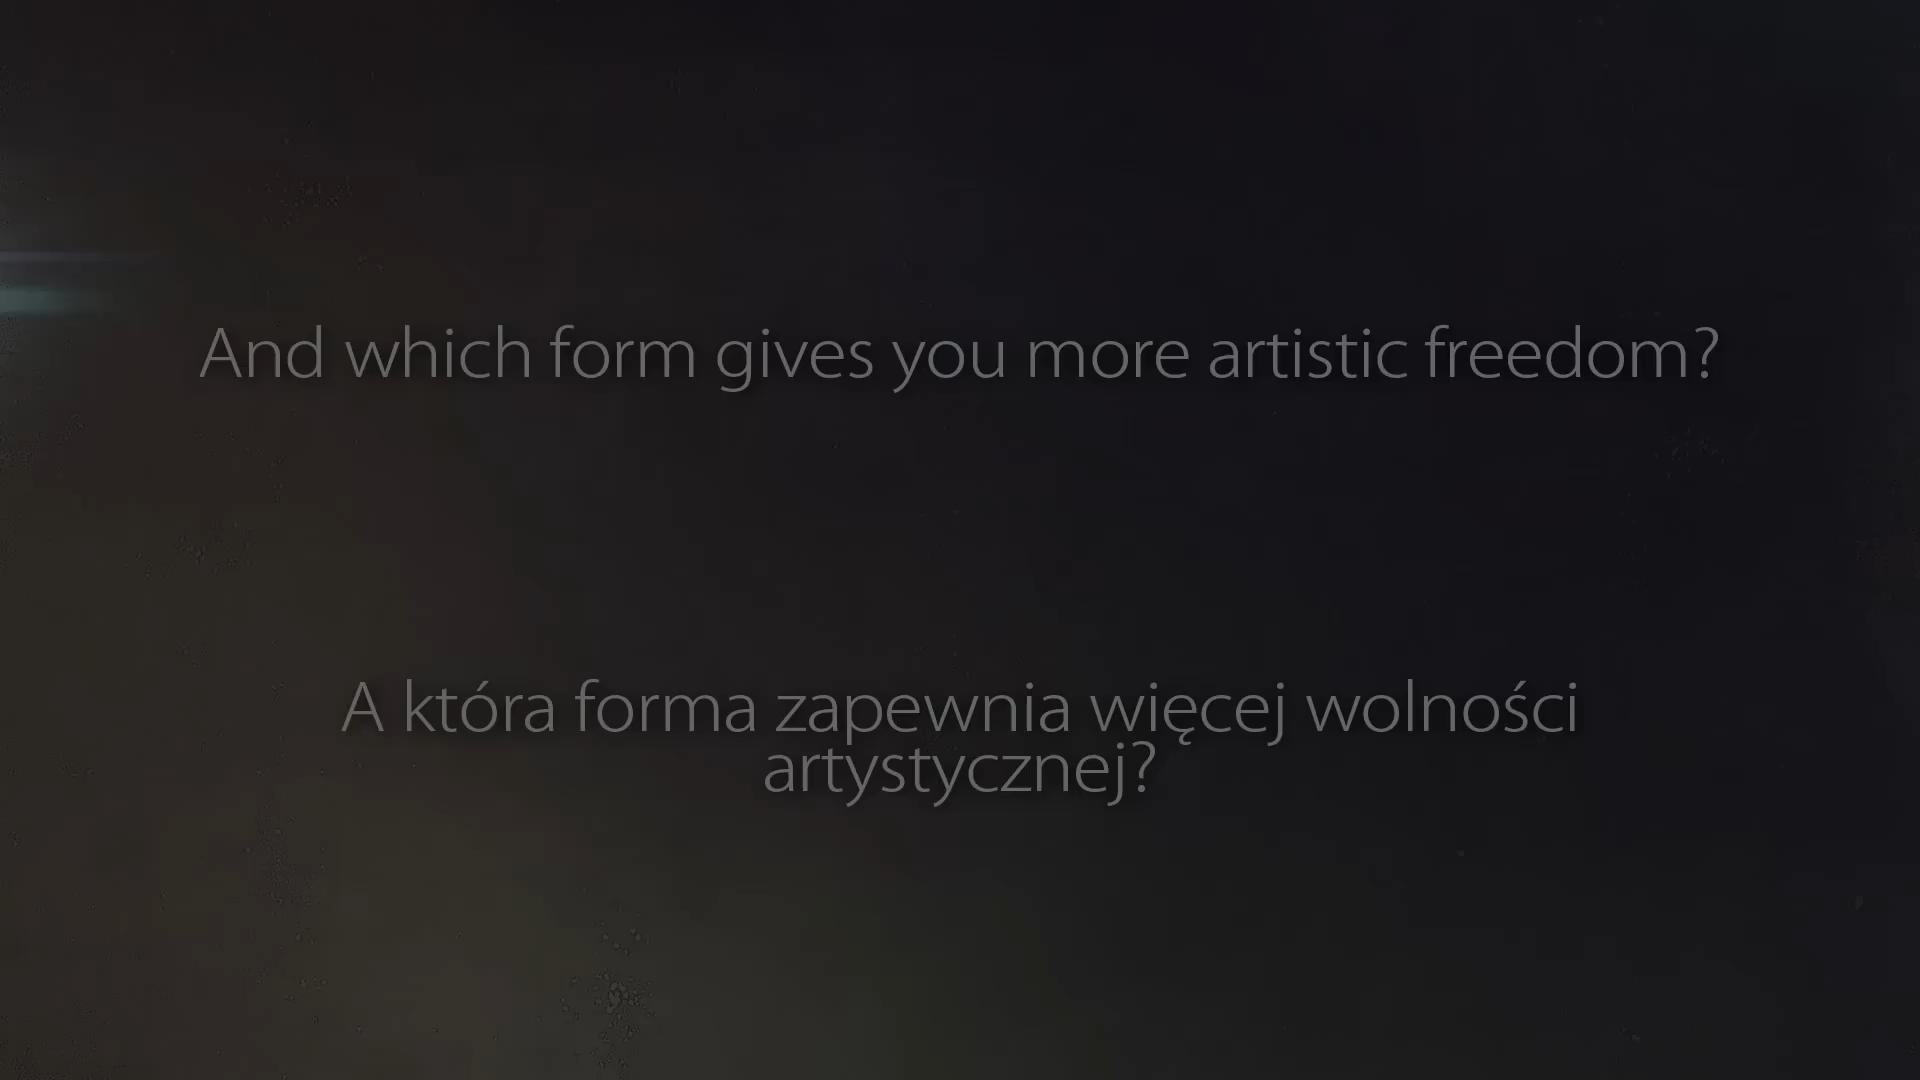 And which form gives you more artistic freedom?
A która forma zapewnia więcej wolności
artystycznej?